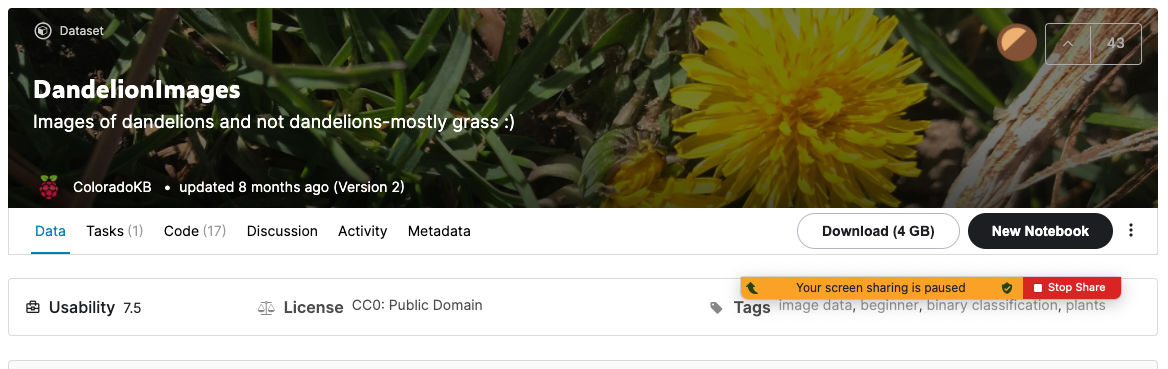 Dataset
43
DandelionImages
Images of dandelions and not dandelions-mostly grass :)
ColoradoKB • updated 8 months ago (Version 2)
Data Tasks (1) Code (17) Discussion Activity Metadata Download (4 GB) New Notebook
Your screen sharing is paused Stop Share
Usability 7.5 License CC0: Public Domain Tags image data, beginner, binary classification, plants